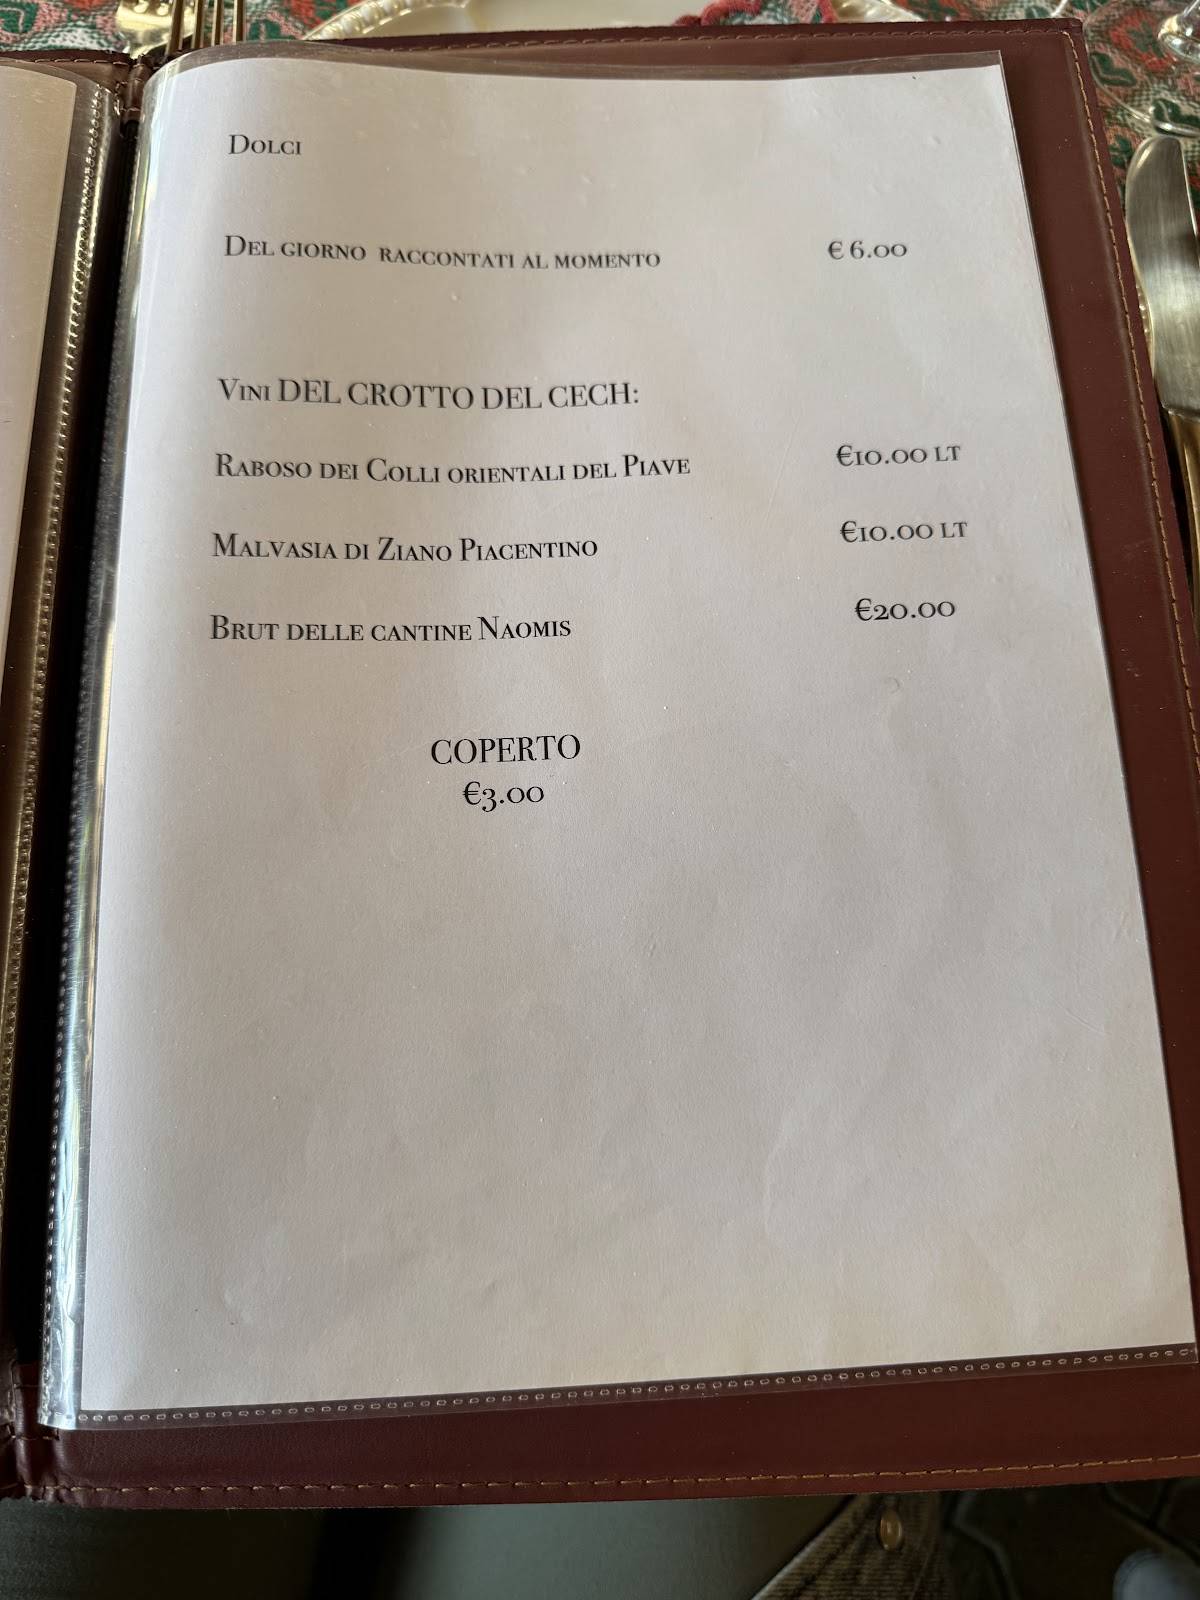 Dolci
Del giorno raccontati al momento € 6.00
Vini DEL CROTTO DEL CECH:
Raboso dei Colli orientali del Piave €10.00 lt
Malvasia di Ziano Piacentino €10.00 lt
Brut delle cantine Naomis €20.00
COPERTO
€3.00